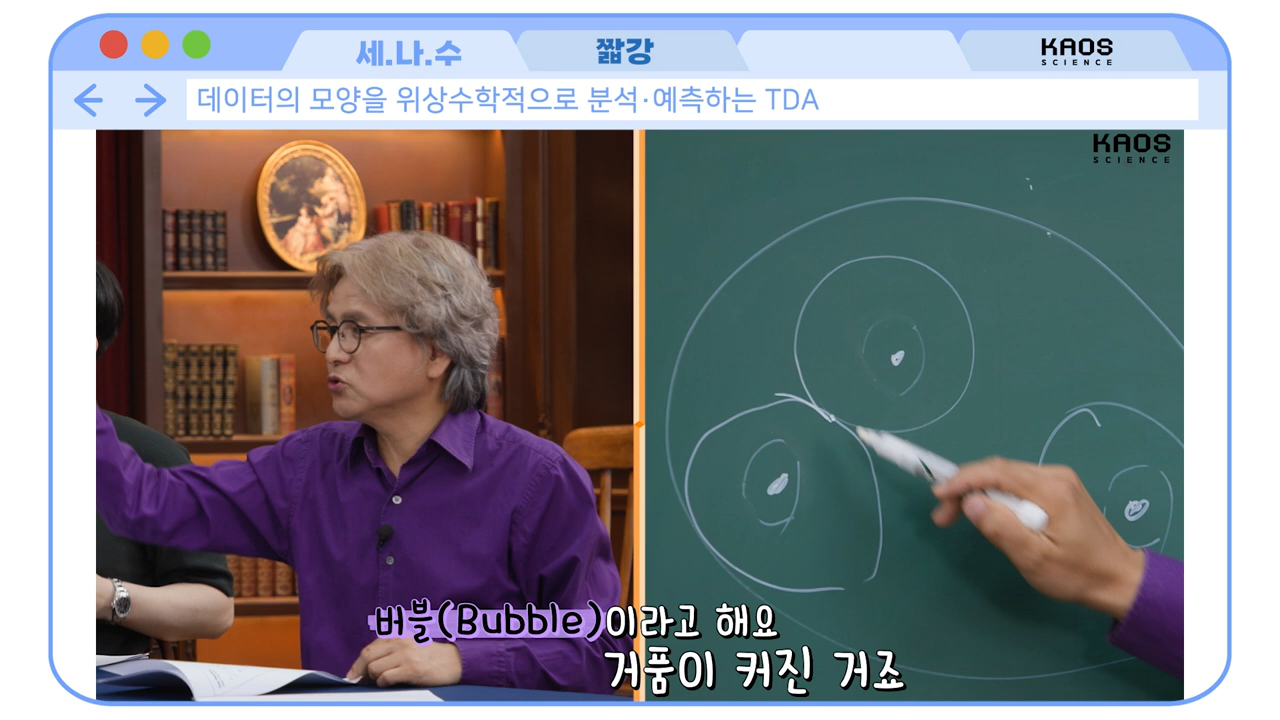 세.나.수
짧강
KAOS
SCIENCE
데이터의 모양을 위상수학적으로 분석·예측하는 TDA
KAOS
SCIENCE
버블(Bubble)이라고 해요
거품이 커진 거죠